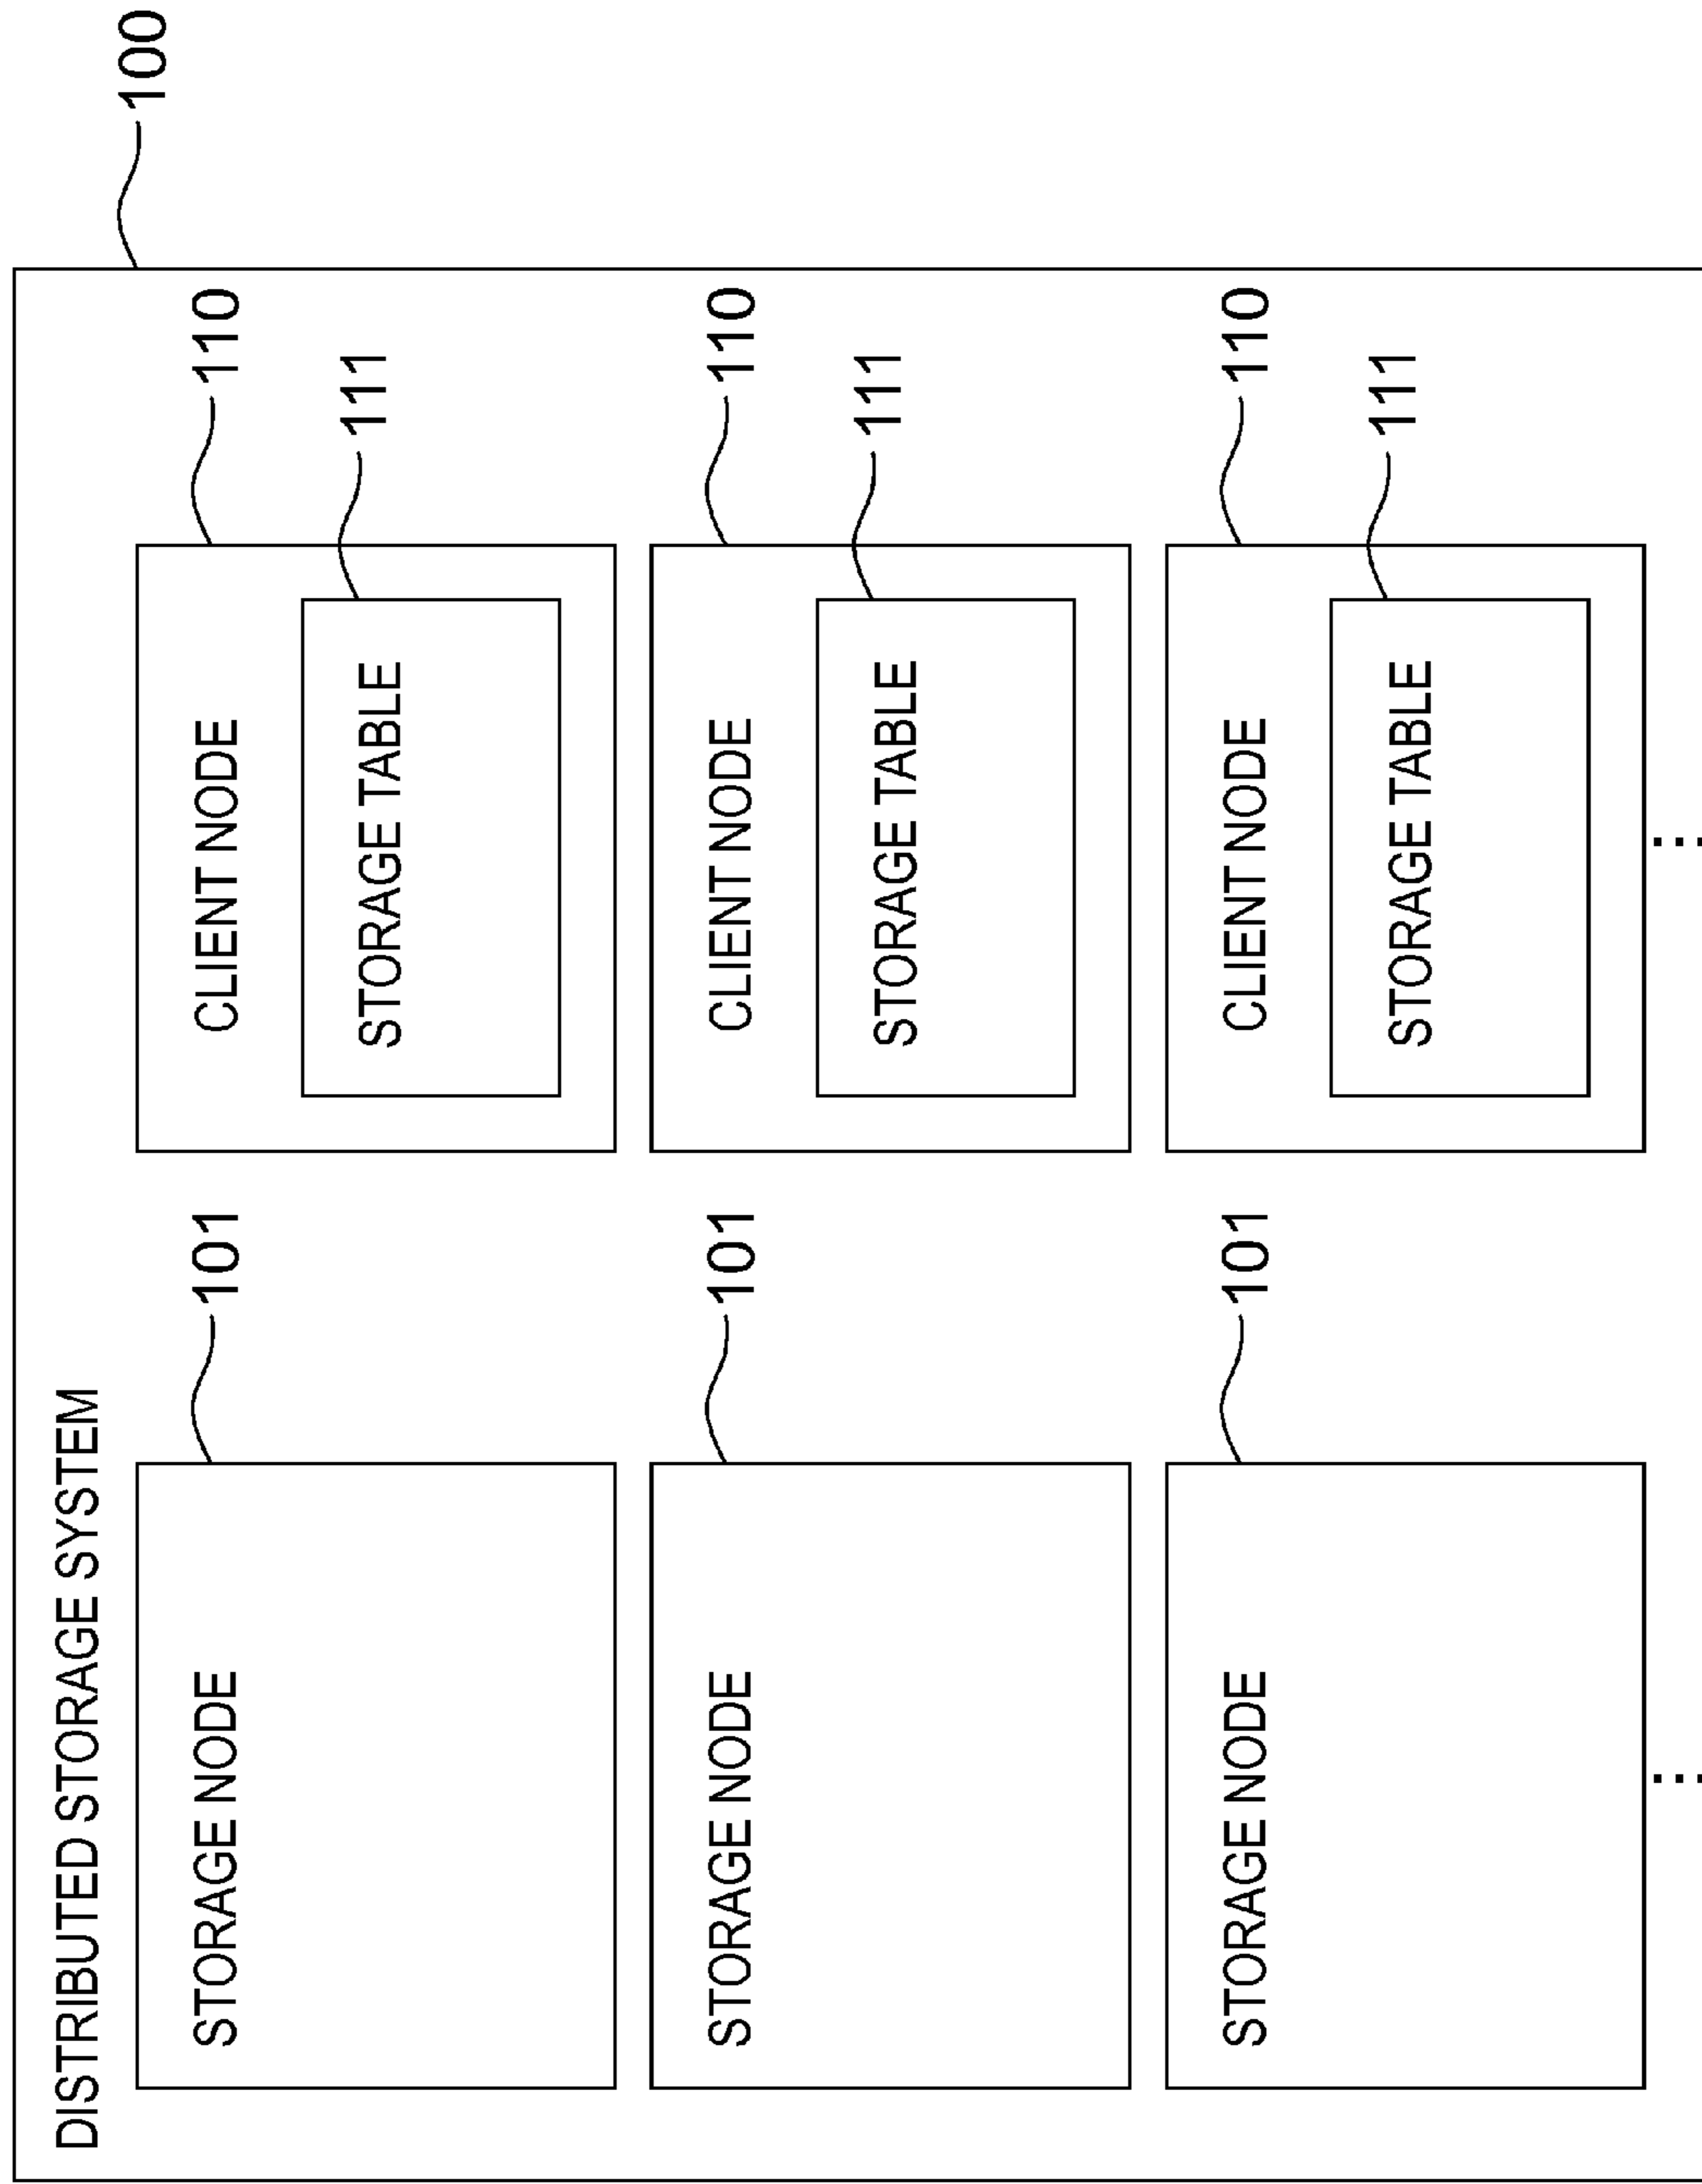 100
DISTRIBUTED STORAGE SYSTEM
101
110
STORAGE NODE
CLIENT NODE
111
STORAGE TABLE
101
110
STORAGE NODE
CLIENT NODE
111
STORAGE TABLE
101
110
STORAGE NODE
CLIENT NODE
111
STORAGE TABLE
...
...